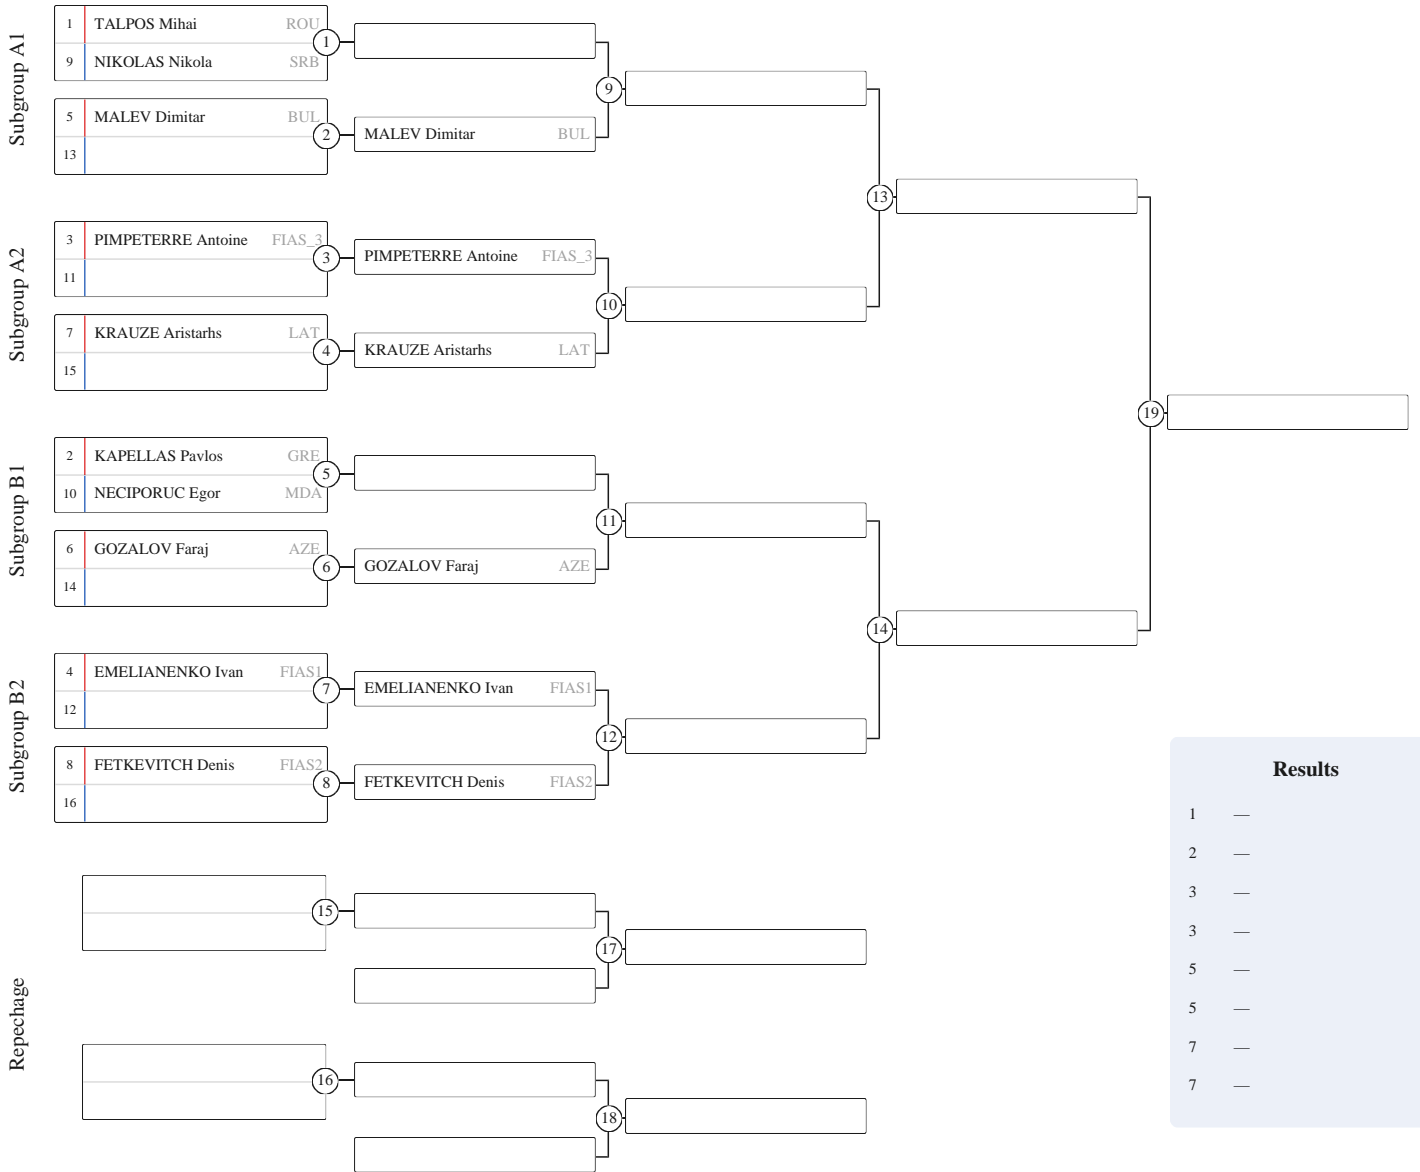 Subgroup A1
1 TALPOS Mihai ROU
9 NIKOLAS Nikola SRB
1
5 MALEV Dimitar BUL
13
2
MALEV Dimitar BUL
9
Subgroup A2
3 PIMPETERRE Antoine FIAS_3
11
3
PIMPETERRE Antoine FIAS_3
7 KRAUZE Aristarhs LAT
15
4
KRAUZE Aristarhs LAT
10
13
Subgroup B1
2 KAPELLAS Pavlos GRE
10 NECIPORUC Egor MDA
5
6 GOZALOV Faraj AZE
14
6
GOZALOV Faraj AZE
11
Subgroup B2
4 EMELIANENKO Ivan FIAS1
12
7
EMELIANENKO Ivan FIAS1
8 FETKEVITCH Denis FIAS2
16
8
FETKEVITCH Denis FIAS2
12
14
19
Repechage
15
17
16
18
Results
1 —
2 —
3 —
3 —
5 —
5 —
7 —
7 —